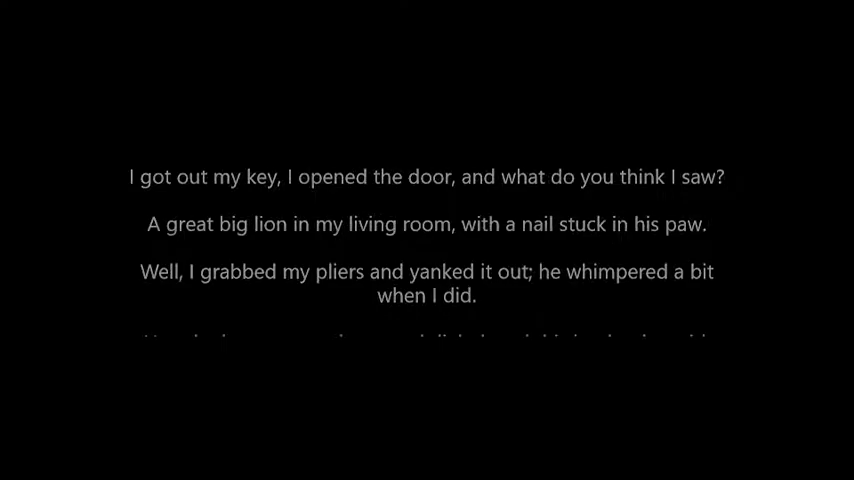 I got out my key, I opened the door, and what do you think I saw?
A great big lion in my living room, with a nail stuck in his paw.
Well, I grabbed my pliers and yanked it out; he whimpered a bit
when I did.